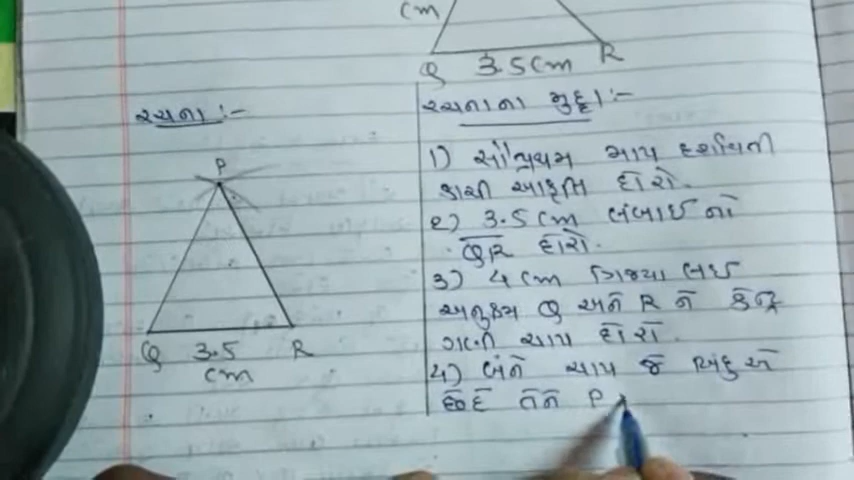 cm
Q 3.5 cm R
રચના :-
P
Q 3.5 R
cm
રચનાના મુદ્દા :-
1) સૌપ્રથમ માપ દર્શાવતી
કાચી આકૃતિ દોરો.
2) 3.5 cm લંબાઈ નો
QR દોરો.
3) 4 cm ત્રિજ્યા લઈ
અનુક્રમ Q અને R ને કેન્દ્ર
ગણી ચાપ દોરો.
4) બંને ચાપ જે બિંદુએ
છેદે તેને P